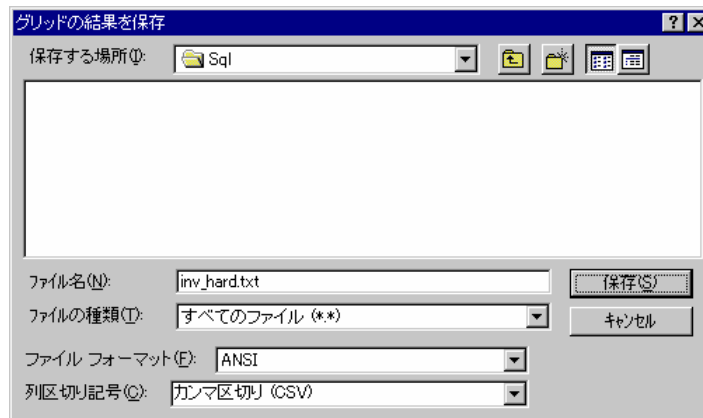 グリッドの結果を保存
保存する場所(I): Sql
ファイル名(N): inv_hard.txt 保存(S)
ファイルの種類(T): すべてのファイル (*.*) キャンセル
ファイル フォーマット(F): ANSI
列区切り記号(C): カンマ区切り (CSV)